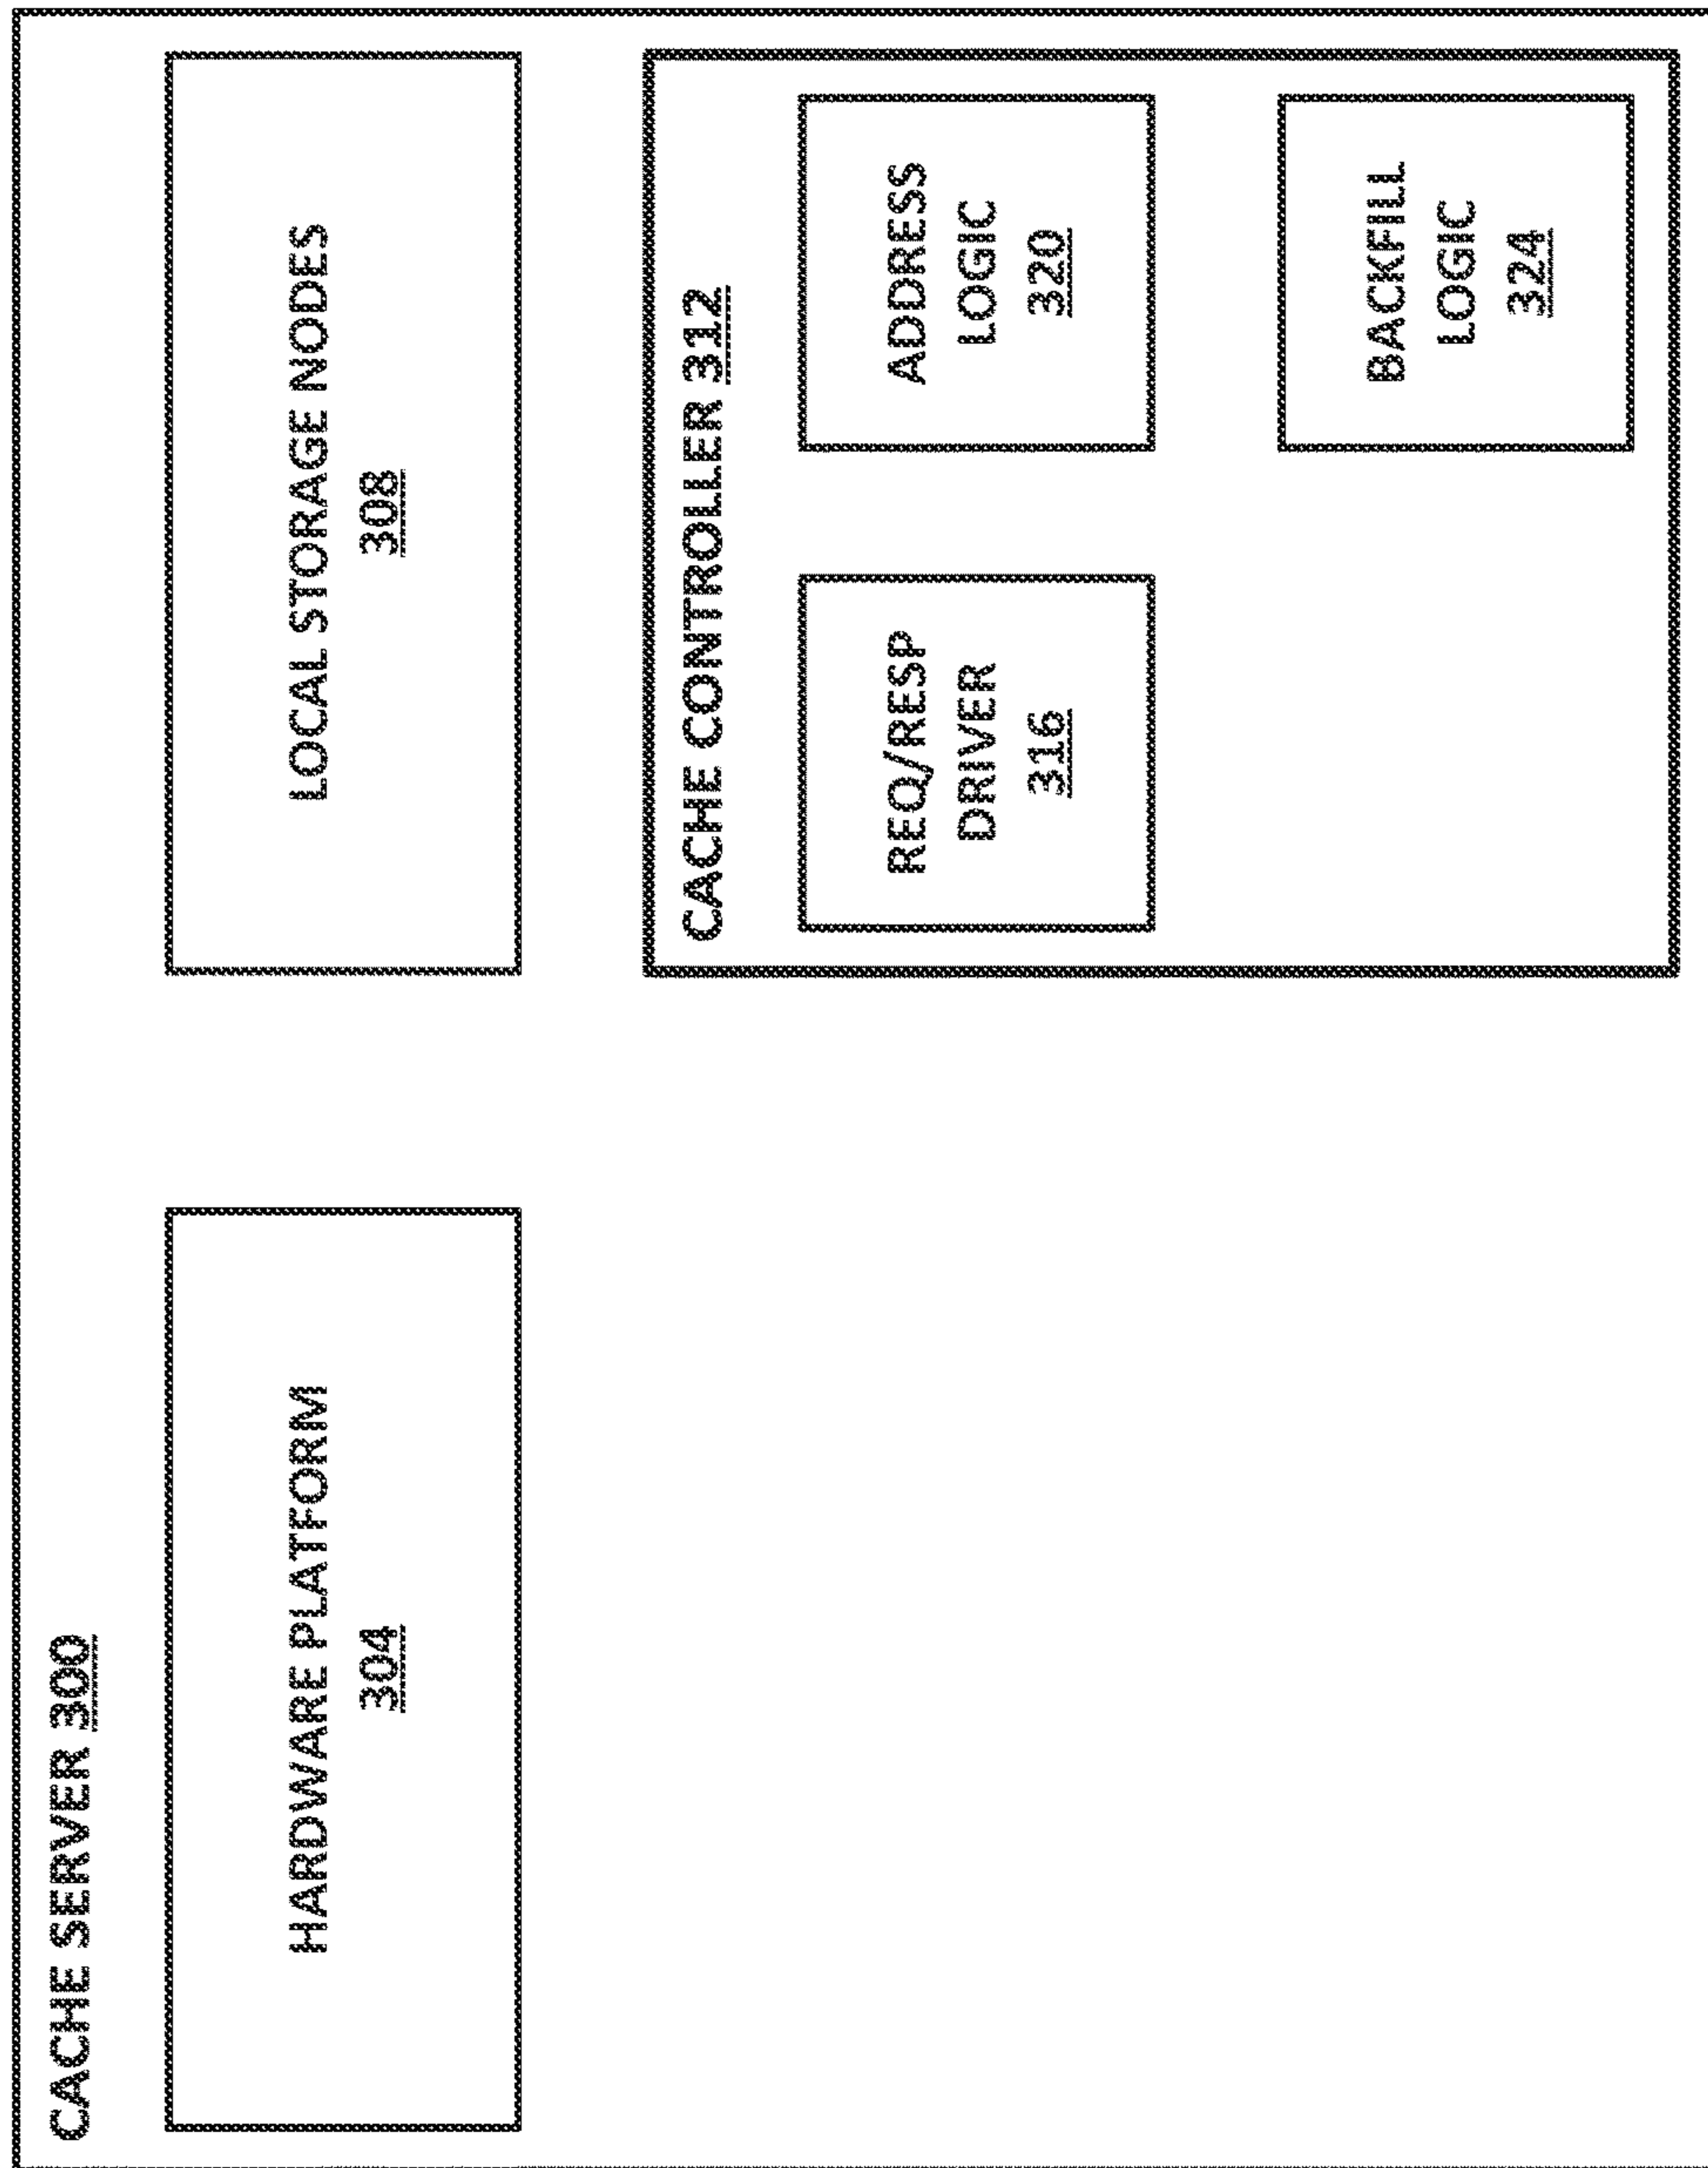 CACHE SERVER 300
HARDWARE PLATFORM
304
LOCAL STORAGE NODES
308
CACHE CONTROLLER 312
REQ/RESP
DRIVER
316
ADDRESS
LOGIC
320
BACKFILL
LOGIC
324